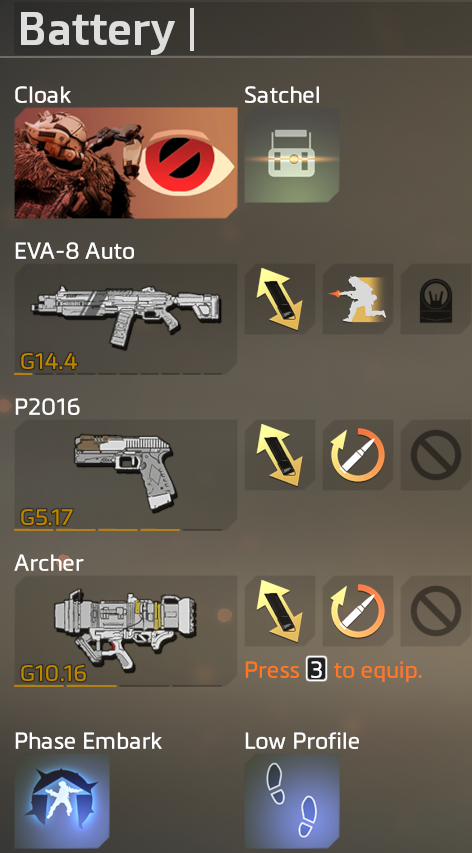 Battery
Cloak
Satchel
EVA-8 Auto
G14.4
P2016
G5.17
Archer
G10.16
Press 3 to equip.
Phase Embark
Low Profile